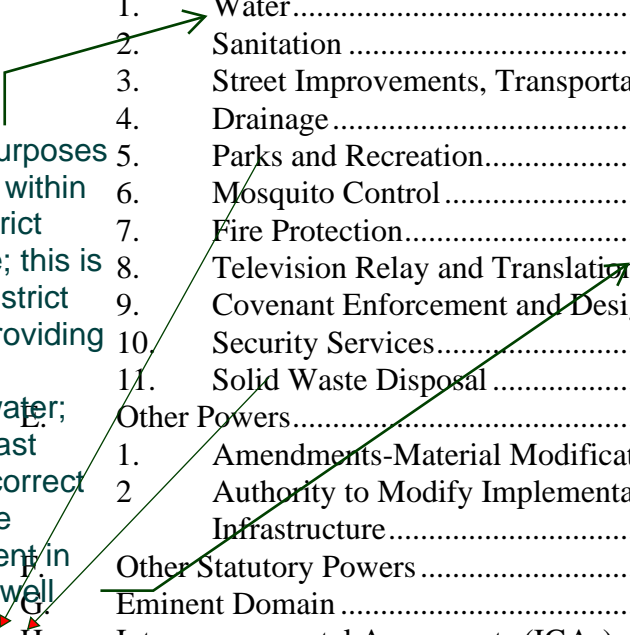 1. Water
2. Sanitation
3. Street Improvements, Transporta
4. Drainage
urposes 5. Parks and Recreation
within 6. Mosquito Control
rict 7. Fire Protection
; this is 8. Television Relay and Translation
strict 9. Covenant Enforcement and Desi
roviding 10. Security Services
11. Solid Waste Disposal
ater; E. Other Powers
ast 1. Amendments-Material Modificat
correct 2 Authority to Modify Implementa
e Infrastructure
ent in F. Other Statutory Powers
well G. Eminent Domain